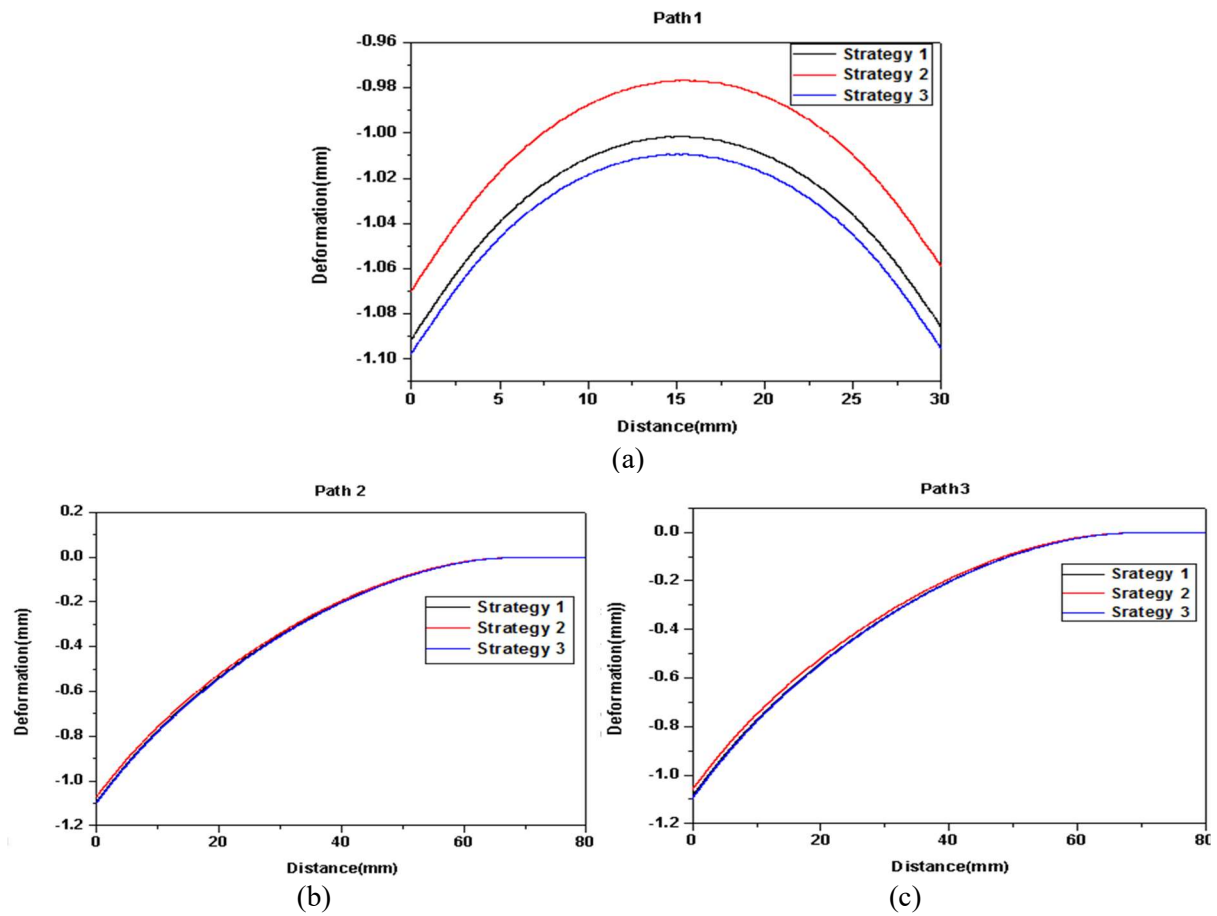 Path1
-0.96
-0.98
-1.00
-1.02
-1.04
-1.06
-1.08
-1.10
Deformation(mm)
Strategy 1
Strategy 2
Strategy 3
0 5 10 15 20 25 30
Distance(mm)
(a)
Path 2
0.2
0.0
-0.2
-0.4
-0.6
-0.8
-1.0
-1.2
Deformation(mm)
Strategy 1
Strategy 2
Strategy 3
0 20 40 60 80
Distance(mm)
(b)
Path3
0.0
-0.2
-0.4
-0.6
-0.8
-1.0
-1.2
Deformation(mm))
Srategy 1
Srategy 2
Srategy 3
0 20 40 60 80
Distance(mm)
(c)